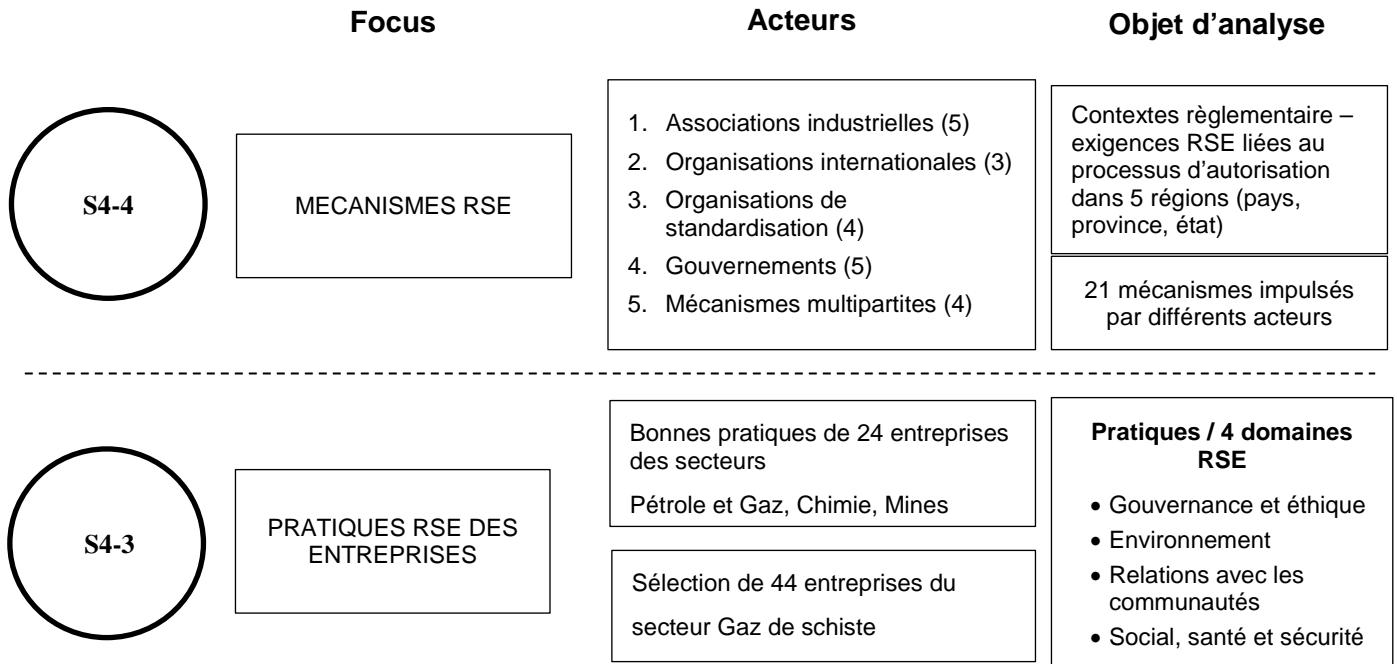 Focus
Acteurs
Objet d’analyse
S4-4
MECANISMES RSE
1. Associations industrielles (5)
2. Organisations internationales (3)
3. Organisations de
standardisation (4)
4. Gouvernements (5)
5. Mécanismes multipartites (4)
Contextes règlementaire –
exigences RSE liées au
processus d’autorisation
dans 5 régions (pays,
province, état)
21 mécanismes impulsés
par différents acteurs
S4-3
PRATIQUES RSE DES
ENTREPRISES
Bonnes pratiques de 24 entreprises
des secteurs
Pétrole et Gaz, Chimie, Mines
Sélection de 44 entreprises du
secteur Gaz de schiste
Pratiques / 4 domaines
RSE
• Gouvernance et éthique
• Environnement
• Relations avec les
communautés
• Social, santé et sécurité